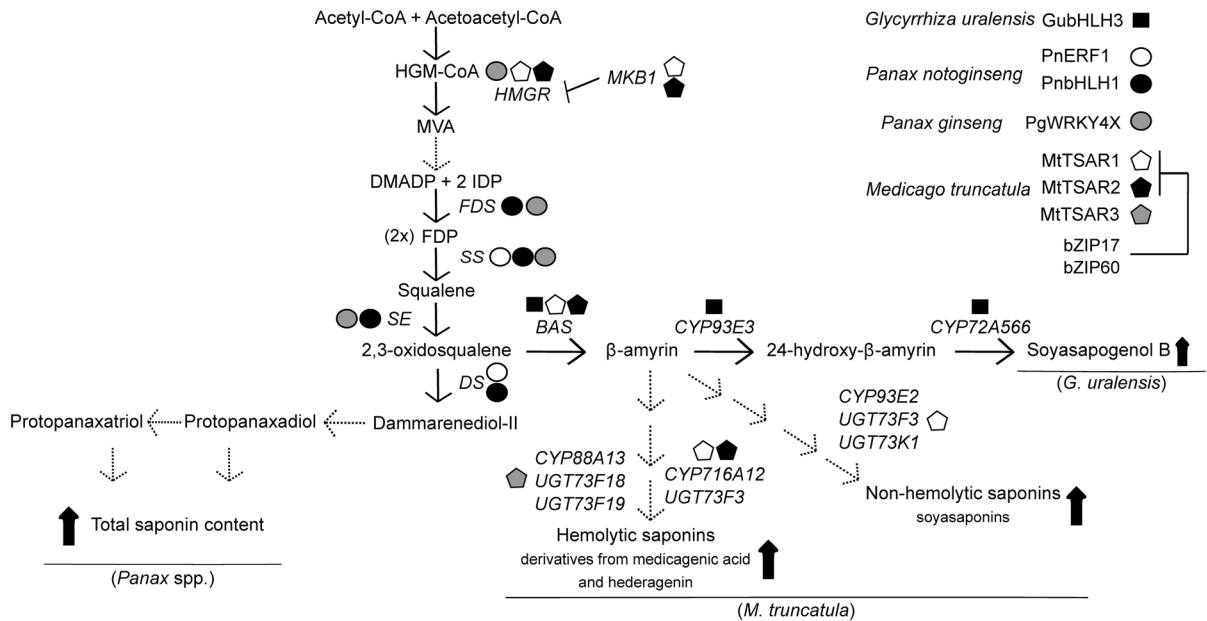 Acetyl-CoA + Acetoacetyl-CoA
HGM-CoA
HMGR
MKB1
MVA
DMADP + 2 IDP
FDS
(2x) FDP
SS
Squalene
SE
BAS
CYP93E3
CYP72A566
2,3-oxidosqualene
β-amyrin
24-hydroxy-β-amyrin
Soyasapogenol B
(G. uralensis)
DS
Protopanaxatriol
Protopanaxadiol
Dammarenediol-II
CYP93E2
UGT73F3
UGT73K1
CYP88A13
UGT73F18
UGT73F19
CYP716A12
UGT73F3
Non-hemolytic saponins
soyasaponins
Total saponin content
(Panax spp.)
Hemolytic saponins
derivatives from medicagenic acid
and hederagenin
(M. truncatula)
Glycyrrhiza uralensis GubHLH3
Panax notoginseng
PnERF1
PnbHLH1
Panax ginseng PgWRKY4X
Medicago truncatula
MtTSAR1
MtTSAR2
MtTSAR3
bZIP17
bZIP60